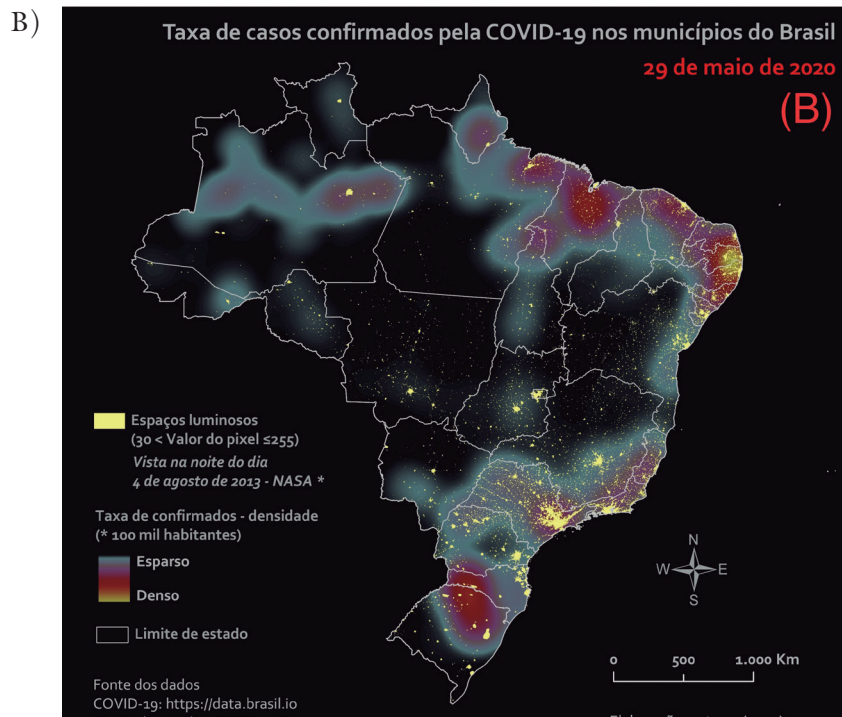 B)
Taxa de casos confirmados pela COVID-19 nos municípios do Brasil
29 de maio de 2020
(B)
Espaços luminosos
(30 < Valor do pixel ≤255)
Vista na noite do dia
4 de agosto de 2013 - NASA *
Taxa de confirmados - densidade
(* 100 mil habitantes)
Esparso
Denso
Limite de estado
N
W E
S
0 500 1.000 Km
Fonte dos dados
COVID-19: https://data.brasil.io